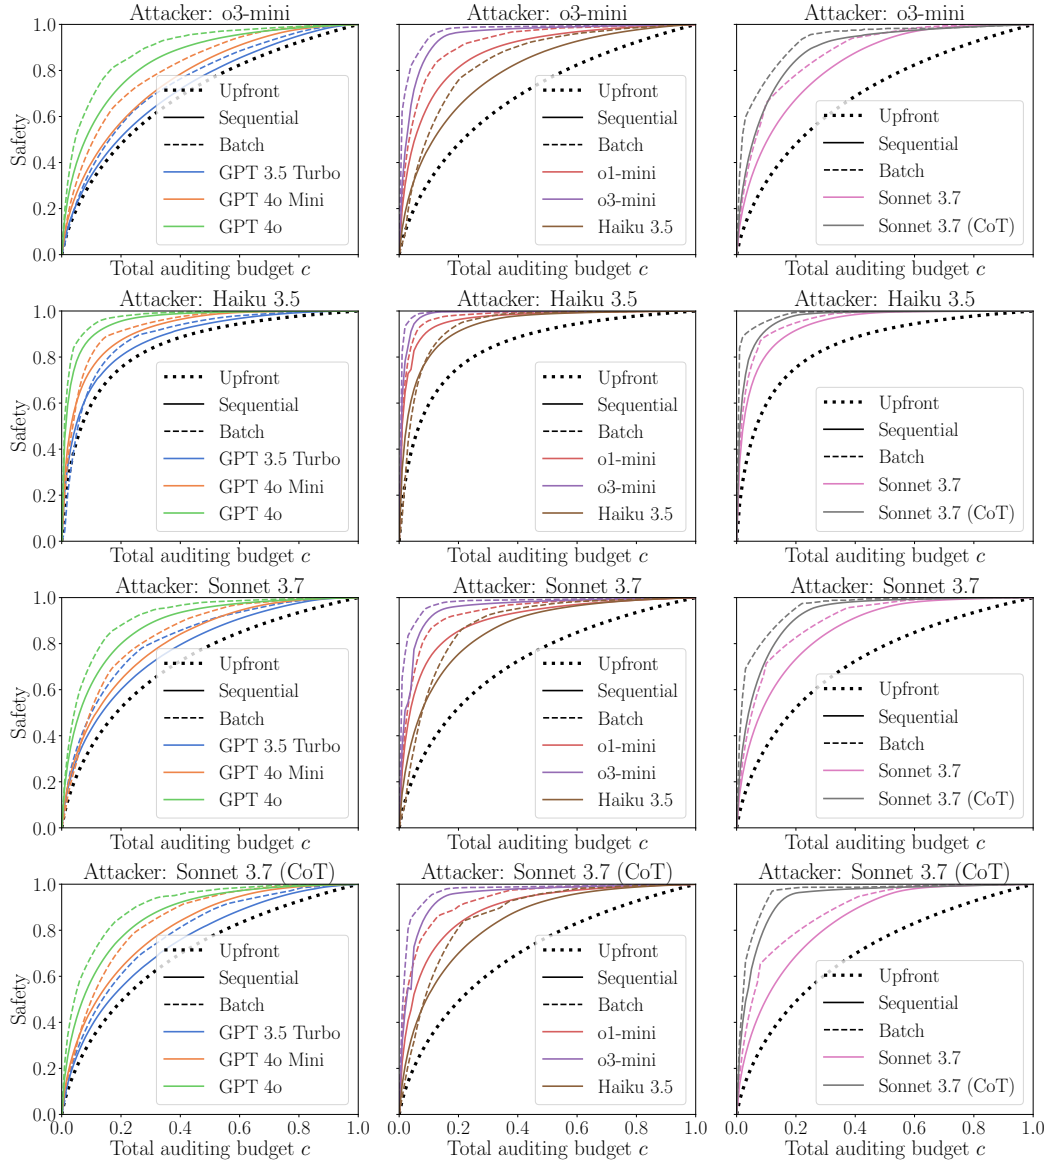 Attacker: o3-mini
Attacker: o3-mini
Attacker: o3-mini
Safety
1.0
0.8
0.6
0.4
0.2
0.0
Upfront
Sequential
Batch
GPT 3.5 Turbo
GPT 4o Mini
GPT 4o
Upfront
Sequential
Batch
o1-mini
o3-mini
Haiku 3.5
Upfront
Sequential
Batch
Sonnet 3.7
Sonnet 3.7 (CoT)
Total auditing budget c
Total auditing budget c
Total auditing budget c
Attacker: Haiku 3.5
Attacker: Haiku 3.5
Attacker: Haiku 3.5
Safety
1.0
0.8
0.6
0.4
0.2
0.0
Upfront
Sequential
Batch
GPT 3.5 Turbo
GPT 4o Mini
GPT 4o
Upfront
Sequential
Batch
o1-mini
o3-mini
Haiku 3.5
Upfront
Sequential
Batch
Sonnet 3.7
Sonnet 3.7 (CoT)
Total auditing budget c
Total auditing budget c
Total auditing budget c
Attacker: Sonnet 3.7
Attacker: Sonnet 3.7
Attacker: Sonnet 3.7
Safety
1.0
0.8
0.6
0.4
0.2
0.0
Upfront
Sequential
Batch
GPT 3.5 Turbo
GPT 4o Mini
GPT 4o
Upfront
Sequential
Batch
o1-mini
o3-mini
Haiku 3.5
Upfront
Sequential
Batch
Sonnet 3.7
Sonnet 3.7 (CoT)
Total auditing budget c
Total auditing budget c
Total auditing budget c
Attacker: Sonnet 3.7 (CoT)
Attacker: Sonnet 3.7 (CoT)
Attacker: Sonnet 3.7 (CoT)
Safety
1.0
0.8
0.6
0.4
0.2
0.0
Upfront
Sequential
Batch
GPT 3.5 Turbo
GPT 4o Mini
GPT 4o
Upfront
Sequential
Batch
o1-mini
o3-mini
Haiku 3.5
Upfront
Sequential
Batch
Sonnet 3.7
Sonnet 3.7 (CoT)
0.0 0.2 0.4 0.6 0.8 1.0
0.0 0.2 0.4 0.6 0.8 1.0
0.0 0.2 0.4 0.6 0.8 1.0
Total auditing budget c
Total auditing budget c
Total auditing budget c